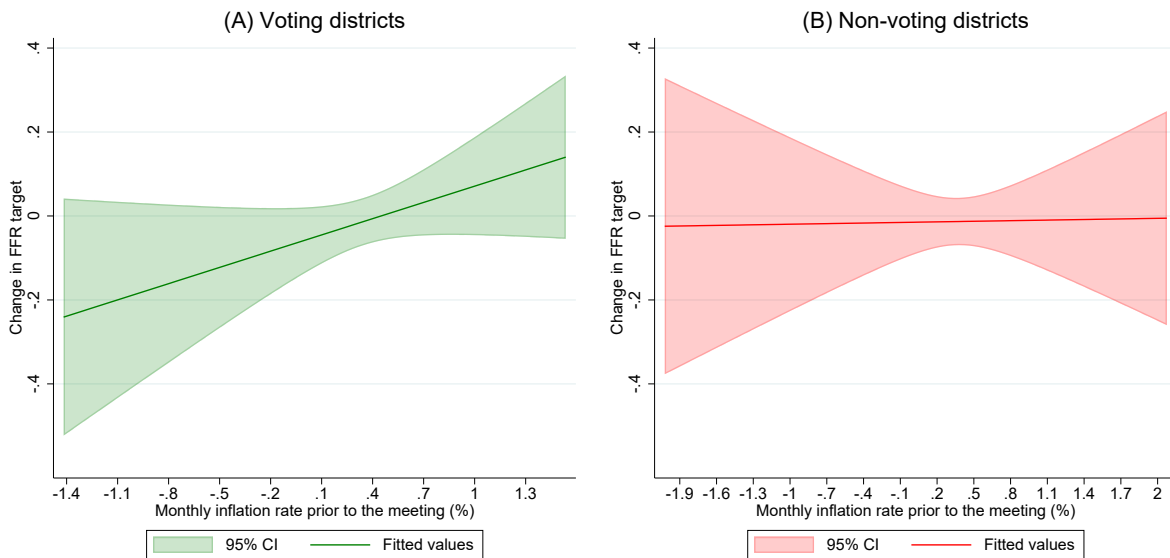 (A) Voting districts
Change in FFR target
.4
.2
0
-.2
-.4
-1.4 -1.1 -.8 -.5 -.2 .1 .4 .7 1 1.3
Monthly inflation rate prior to the meeting (%)
95% CI Fitted values
(B) Non-voting districts
Change in FFR target
.4
.2
0
-.2
-.4
-1.9 -1.6 -1.3 -1 -.7 -.4 -.1 .2 .5 .8 1.1 1.4 1.7 2
Monthly inflation rate prior to the meeting (%)
95% CI Fitted values